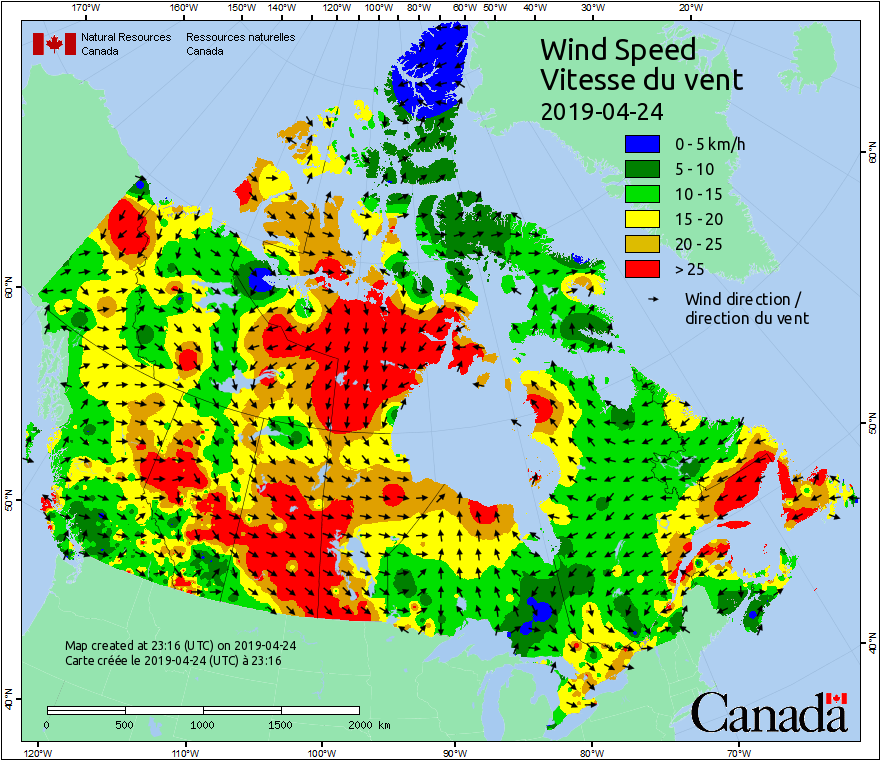 170°W 160°W 150°W 140°W 130°W 120°W 110°W 100°W 90°W 80°W 70°W 60°W 50°W 40°W 30°W 20°W
Natural Resources Canada
Ressources naturelles Canada
Wind Speed
Vitesse du vent
2019-04-24
0 - 5 km/h
5 - 10
10 - 15
15 - 20
20 - 25
> 25
Wind direction /
direction du vent
60°N
50°N
40°N
60°N
50°N
40°N
Map created at 23:16 (UTC) on 2019-04-24
Carte créée le 2019-04-24 (UTC) à 23:16
0 500 1000 1500 2000 km
Canada
120°W 110°W 100°W 90°W 80°W 70°W